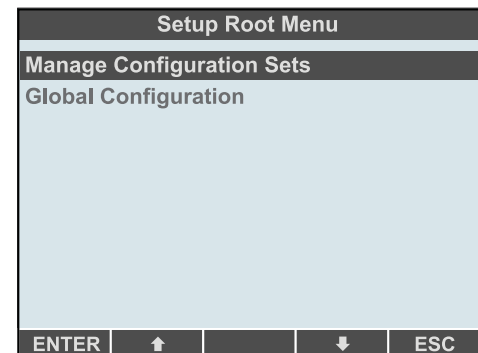 Setup Root Menu
Manage Configuration Sets
Global Configuration
ENTER ⬆ ⬇ ESC